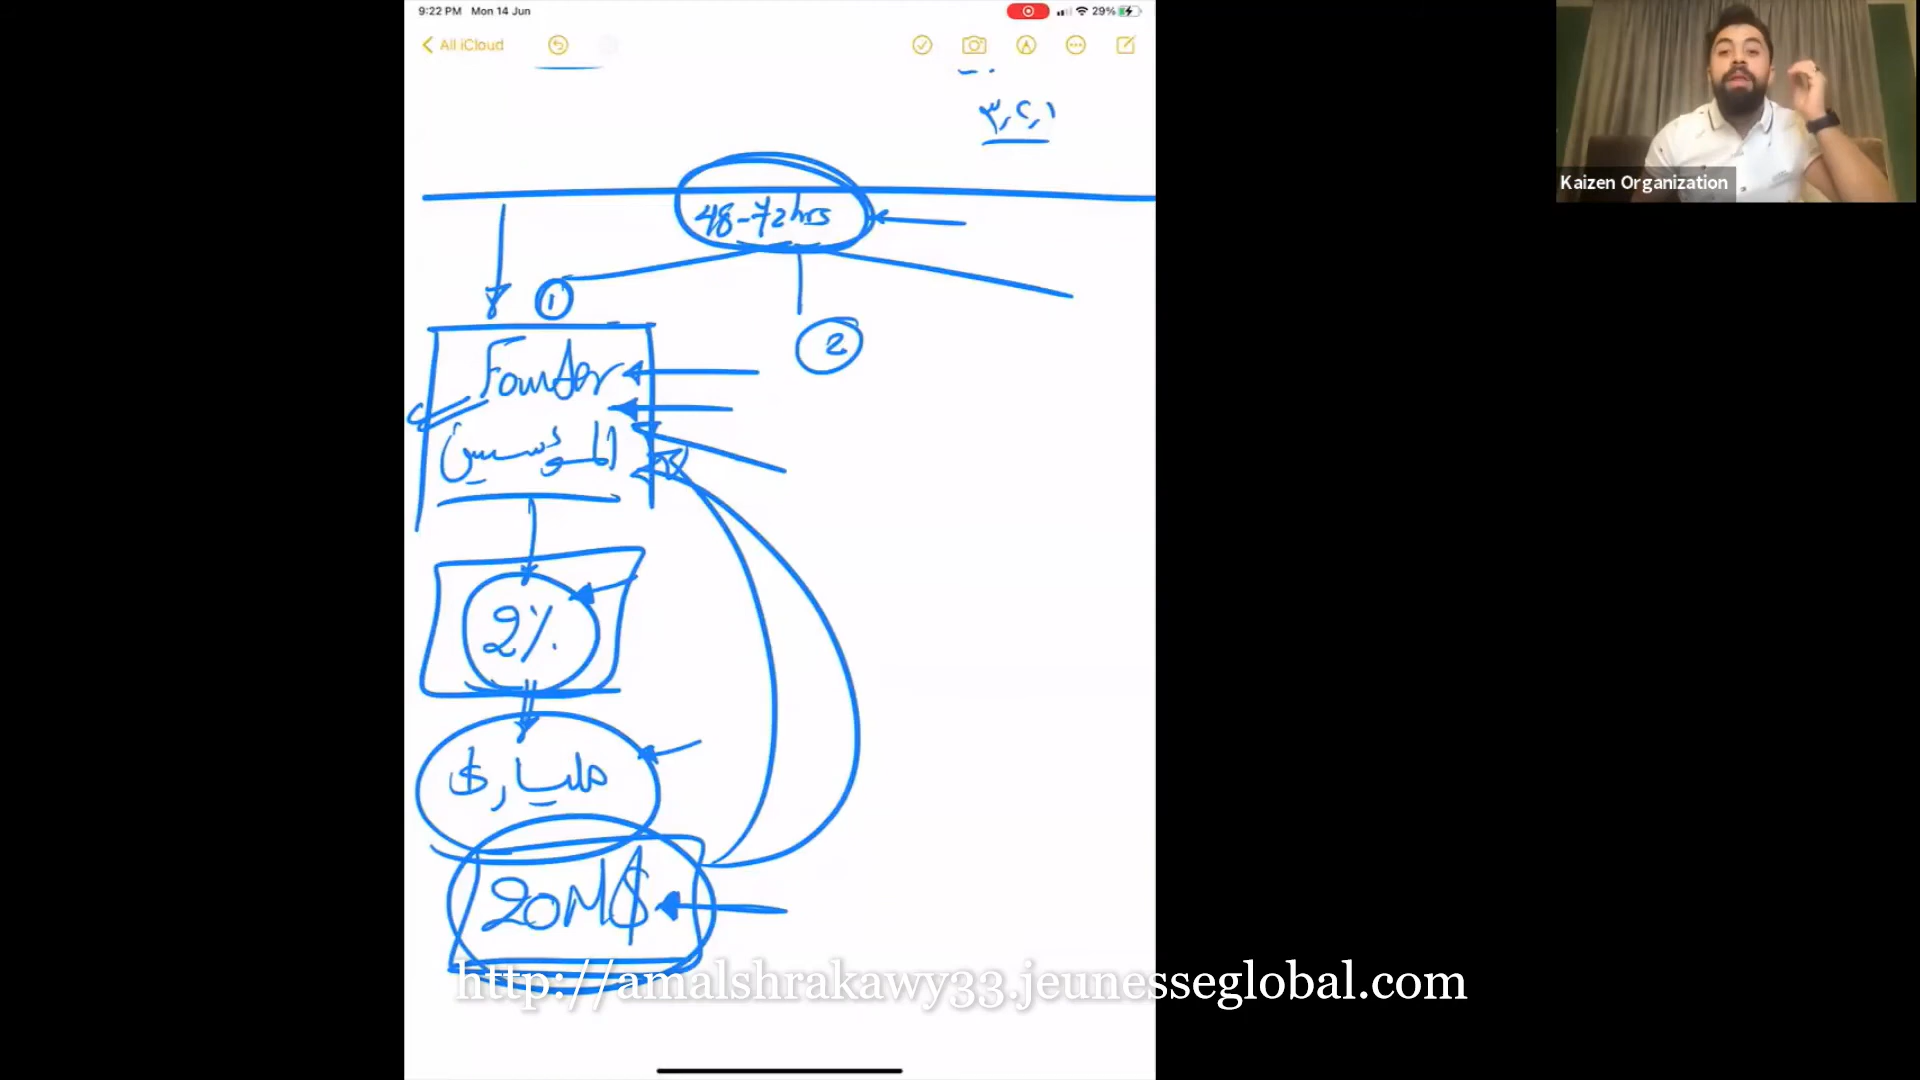 9:22 PM Mon 14 Jun
29%
All iCloud
٣,٢,١
48-72hrs
1
2
Founder
المؤسسين
2%
مليار $
20M$
Kaizen Organization
http://amalshrakawy33.jeunesseglobal.com